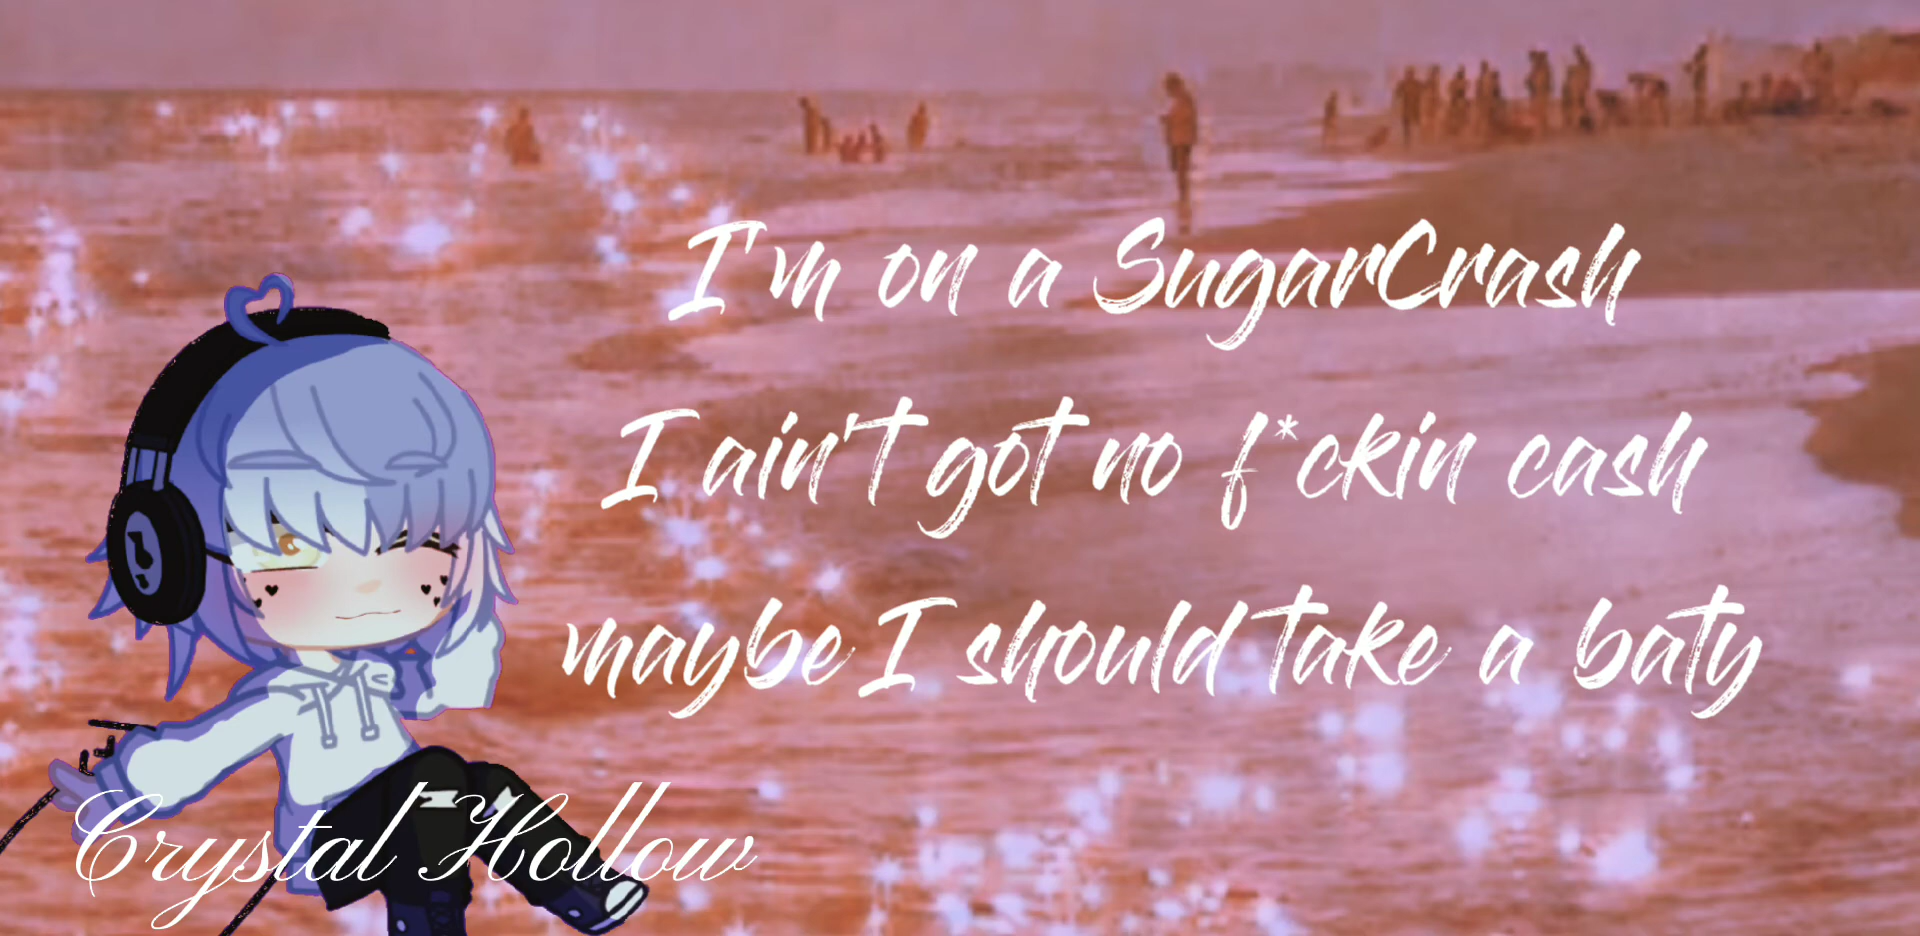 I'm on a SugarCrash
I ain't got no f*ckin cash
maybe I should take a baty
Crystal Hollow